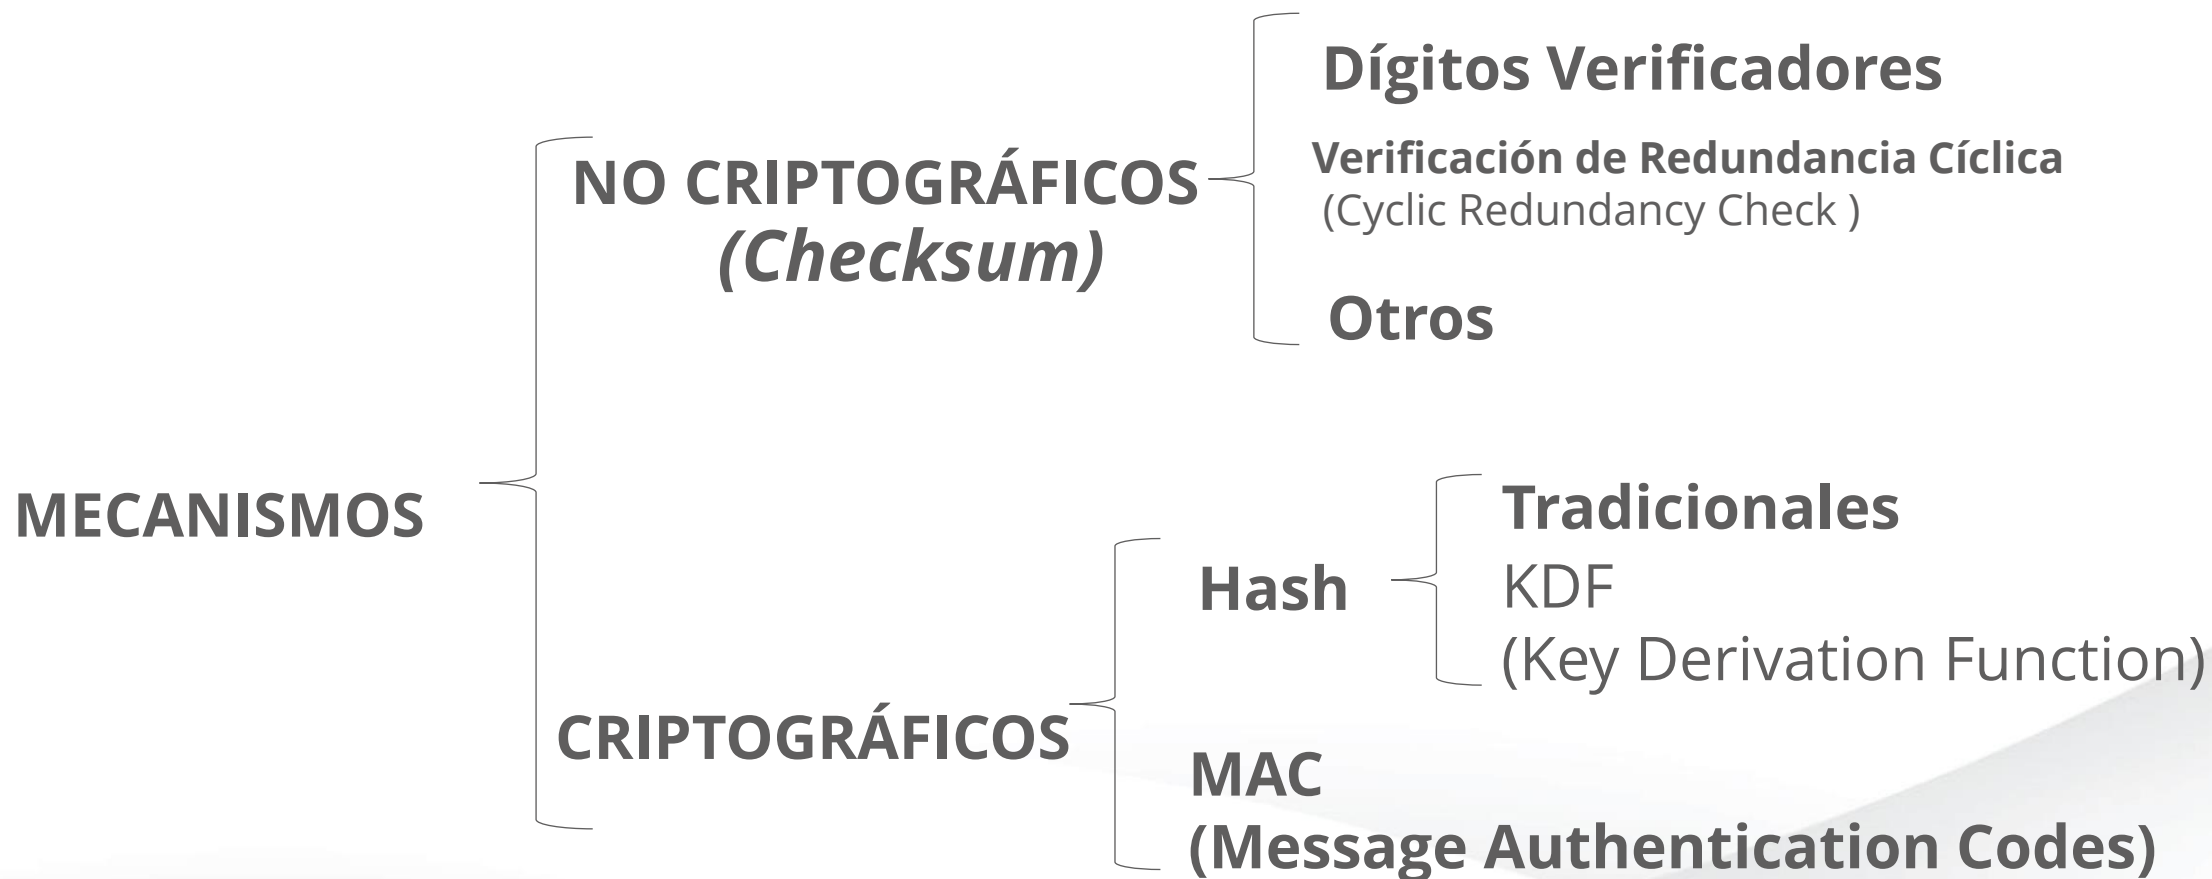 Dígitos Verificadores
Verificación de Redundancia Cíclica
(Cyclic Redundancy Check )
Otros
NO CRIPTOGRÁFICOS
(Checksum)
MECANISMOS
Tradicionales
KDF
(Key Derivation Function)
Hash
CRIPTOGRÁFICOS
MAC
(Message Authentication Codes)